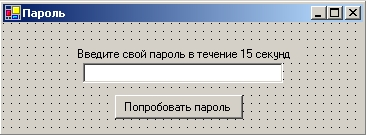 Пароль
Введите свой пароль в течение 15 секунд
Попробовать пароль